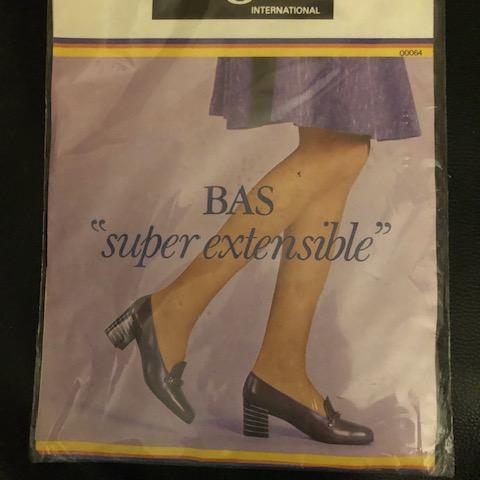 INTERNATIONAL
00064
BAS
“super extensible”